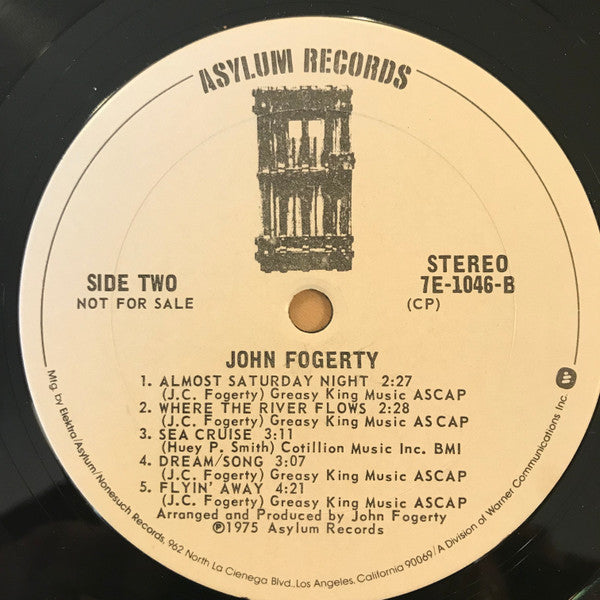 ASYLUM RECORDS
SIDE TWO
NOT FOR SALE
STEREO
7E-1046-B
(CP)
JOHN FOGERTY
1. ALMOST SATURDAY NIGHT 2:27
(J.C. Fogerty) Greasy King Music ASCAP
2. WHERE THE RIVER FLOWS 2:28
(J.C. Fogerty) Greasy King Music ASCAP
3. SEA CRUISE 3:11
(Huey P. Smith) Cotillion Music Inc. BMI
4. DREAM/SONG 3:07
(J.C. Fogerty) Greasy King Music ASCAP
5. FLYIN' AWAY 4:21
(J.C. Fogerty) Greasy King Music ASCAP
Arranged and Produced by John Fogerty
℗1975 Asylum Records
Mfg. by Elektra/Asylum/Nonesuch Records, 962 North La Cienega Blvd., Los Angeles, California 90069/A Division of Warner Communications Inc.